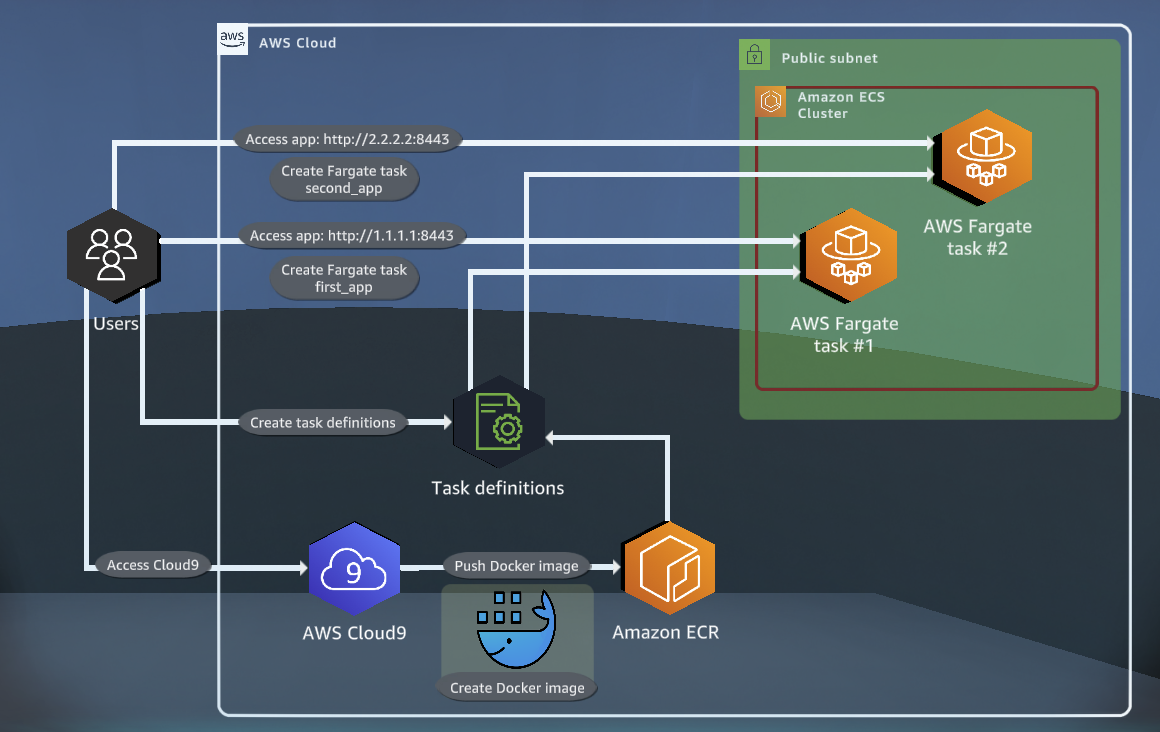 aws
AWS Cloud
Public subnet
Amazon ECS
Cluster
Access app: http://2.2.2.2:8443
Create Fargate task
second_app
AWS Fargate
task #2
Access app: http://1.1.1.1:8443
Create Fargate task
first_app
Users
AWS Fargate
task #1
Create task definitions
Task definitions
Access Cloud9
9
Push Docker image
AWS Cloud9
Amazon ECR
Create Docker image